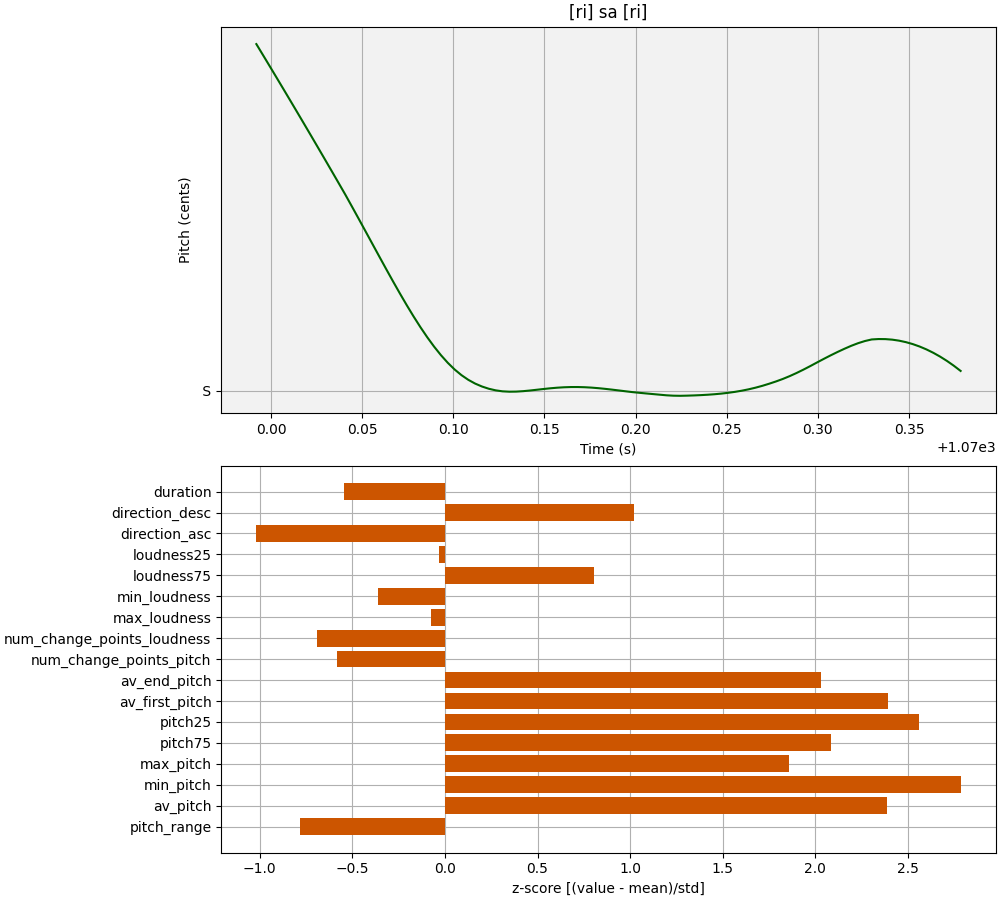 [ri] sa [ri]
Pitch (cents)
S
0.00 0.05 0.10 0.15 0.20 0.25 0.30 0.35
Time (s)
+1.07e3
duration
direction_desc
direction_asc
loudness25
loudness75
min_loudness
max_loudness
num_change_points_loudness
num_change_points_pitch
av_end_pitch
av_first_pitch
pitch25
pitch75
max_pitch
min_pitch
av_pitch
pitch_range
−1.0 −0.5 0.0 0.5 1.0 1.5 2.0 2.5
z-score [(value - mean)/std]